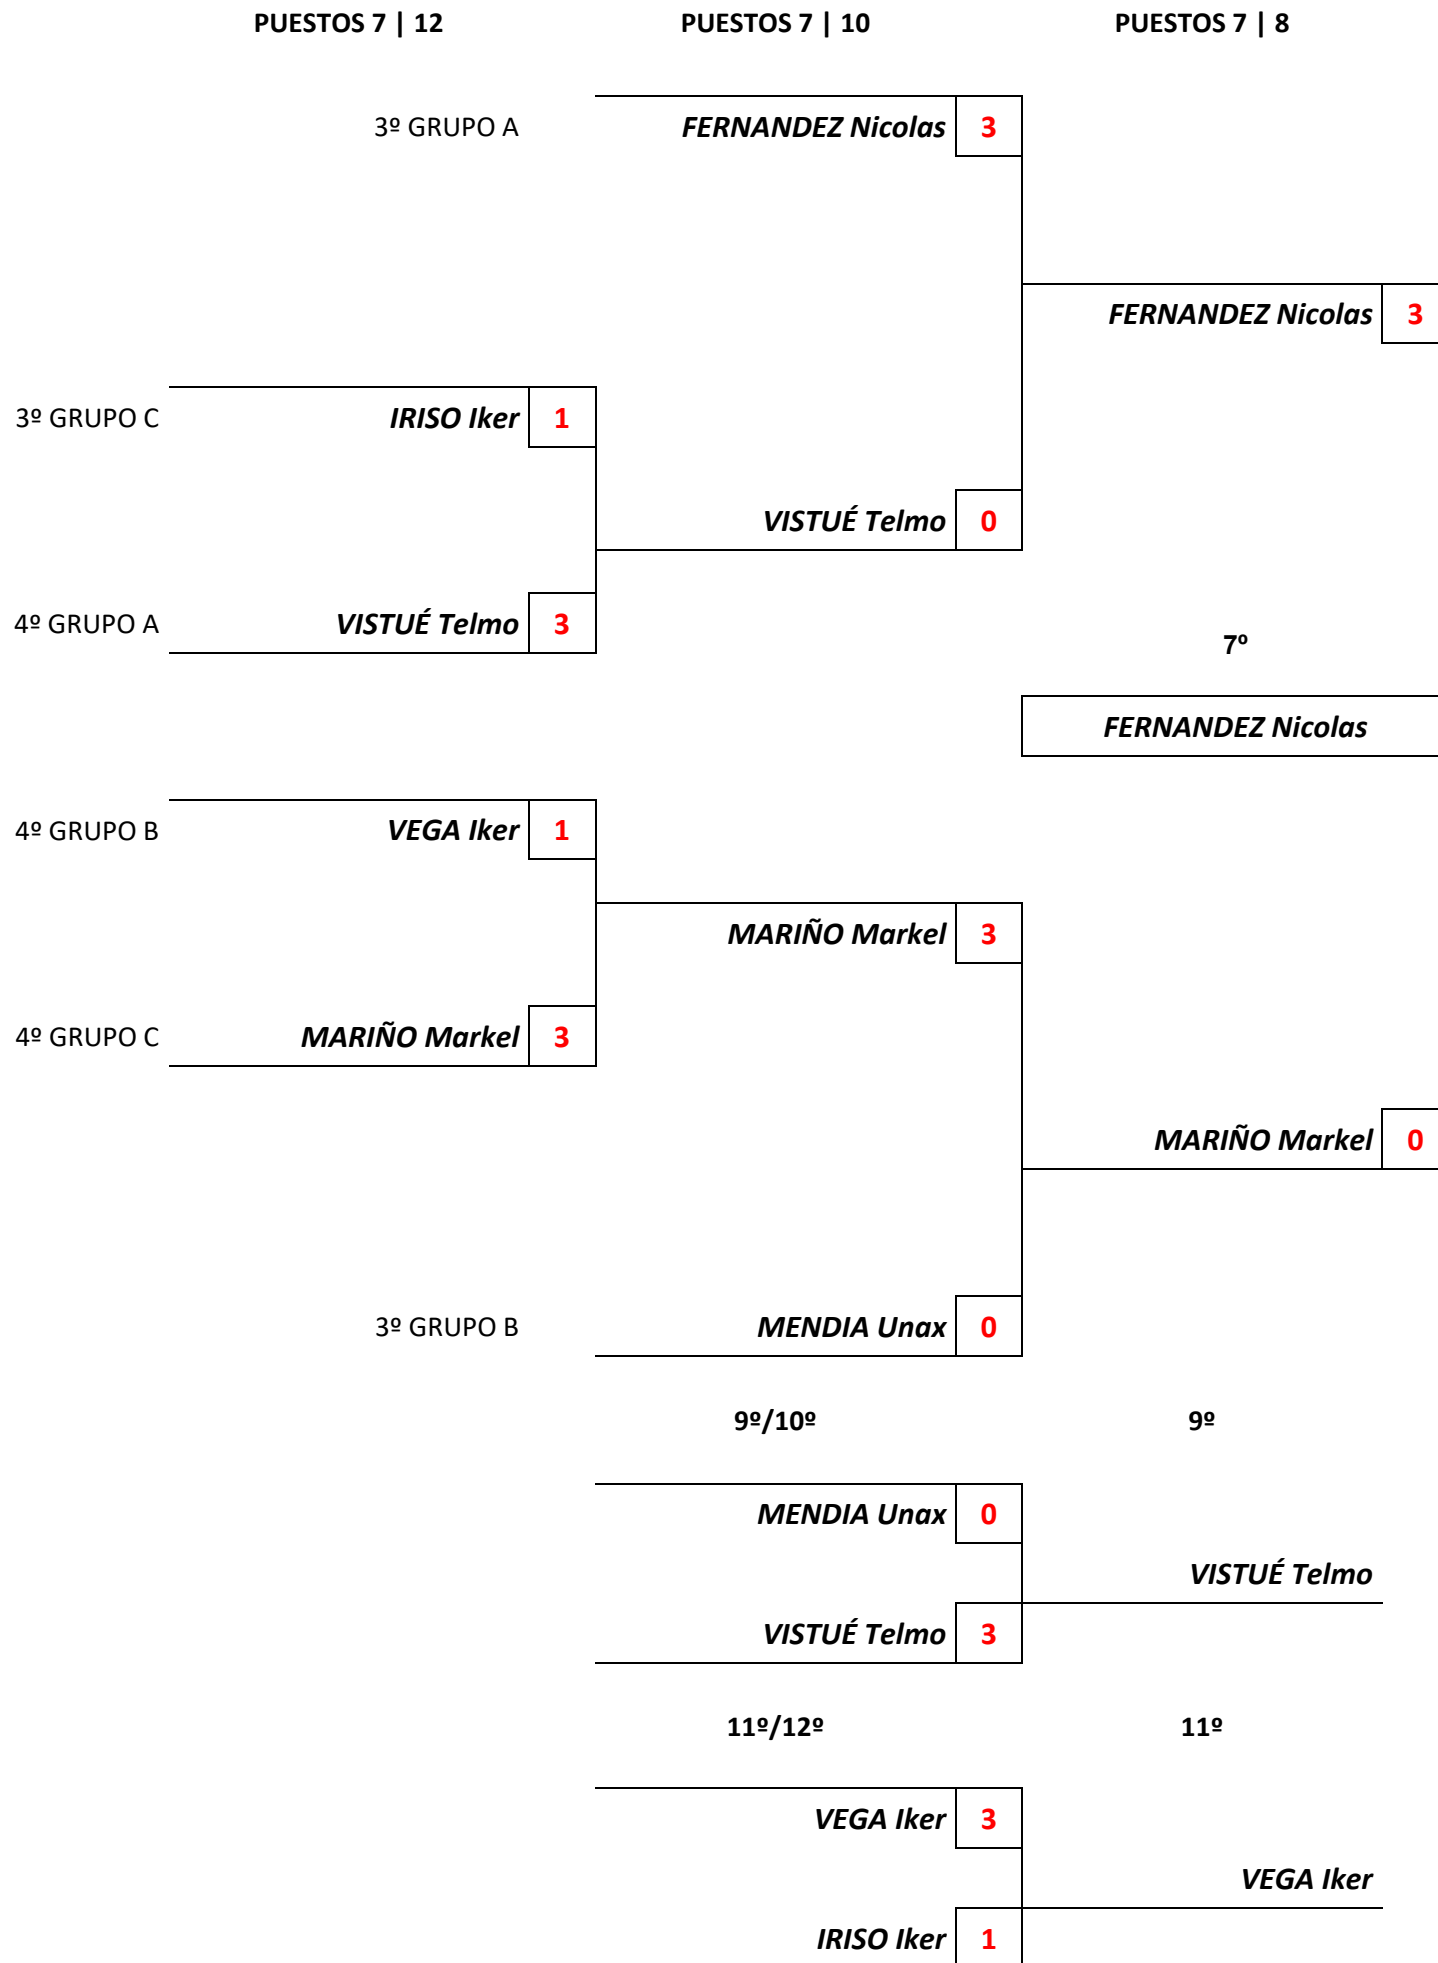 PUESTOS 7 | 12 PUESTOS 7 | 10 PUESTOS 7 | 8
3º GRUPO A FERNANDEZ Nicolas 3
FERNANDEZ Nicolas 3
3º GRUPO C IRISO Iker 1
VISTUÉ Telmo 0
4º GRUPO A VISTUÉ Telmo 3
7º
FERNANDEZ Nicolas
4º GRUPO B VEGA Iker 1
MARIÑO Markel 3
4º GRUPO C MARIÑO Markel 3
MARIÑO Markel 0
3º GRUPO B MENDIA Unax 0
9º/10º 9º
MENDIA Unax 0
VISTUÉ Telmo
VISTUÉ Telmo 3
11º/12º 11º
VEGA Iker 3
VEGA Iker
IRISO Iker 1